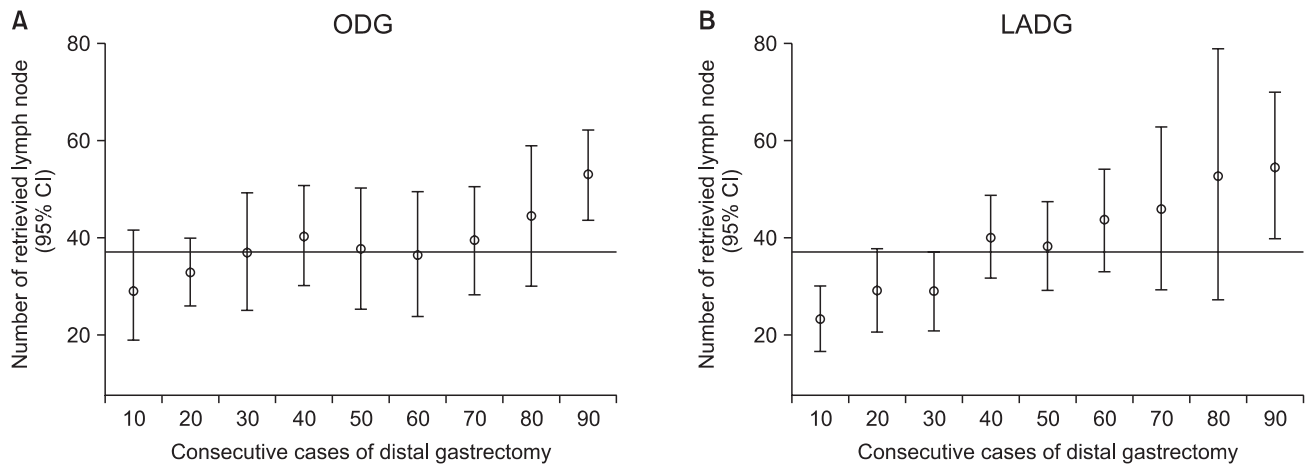 A
ODG
Number of retrievied lymph node
(95% CI)
80
60
40
20
10 20 30 40 50 60 70 80 90
Consecutive cases of distal gastrectomy
B
LADG
Number of retrievied lymph node
(95% CI)
80
60
40
20
10 20 30 40 50 60 70 80 90
Consecutive cases of distal gastrectomy